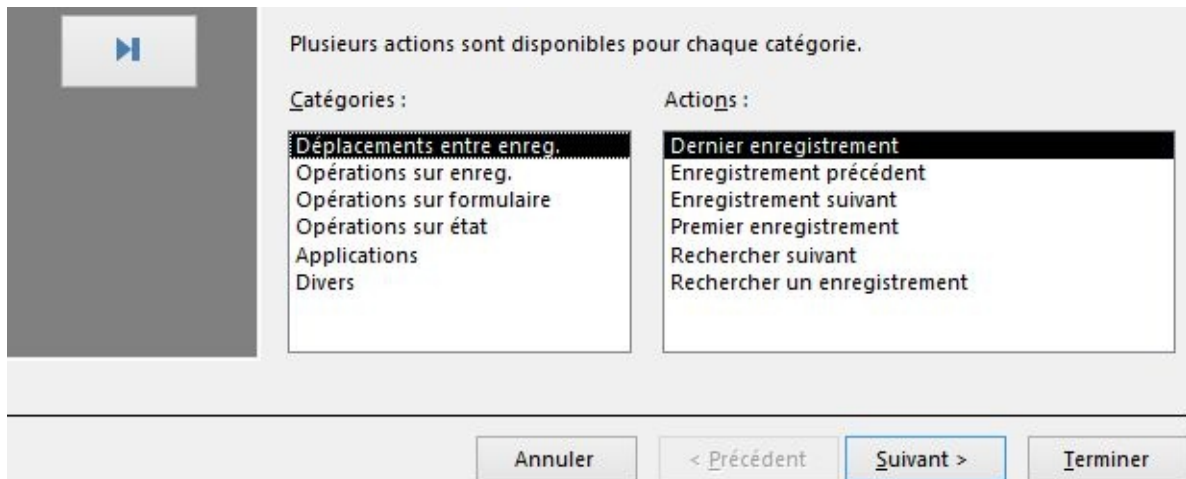 Plusieurs actions sont disponibles pour chaque catégorie.
Catégories :
Déplacements entre enreg.
Opérations sur enreg.
Opérations sur formulaire
Opérations sur état
Applications
Divers
Actions :
Dernier enregistrement
Enregistrement précédent
Enregistrement suivant
Premier enregistrement
Rechercher suivant
Rechercher un enregistrement
Annuler < Précédent Suivant > Terminer